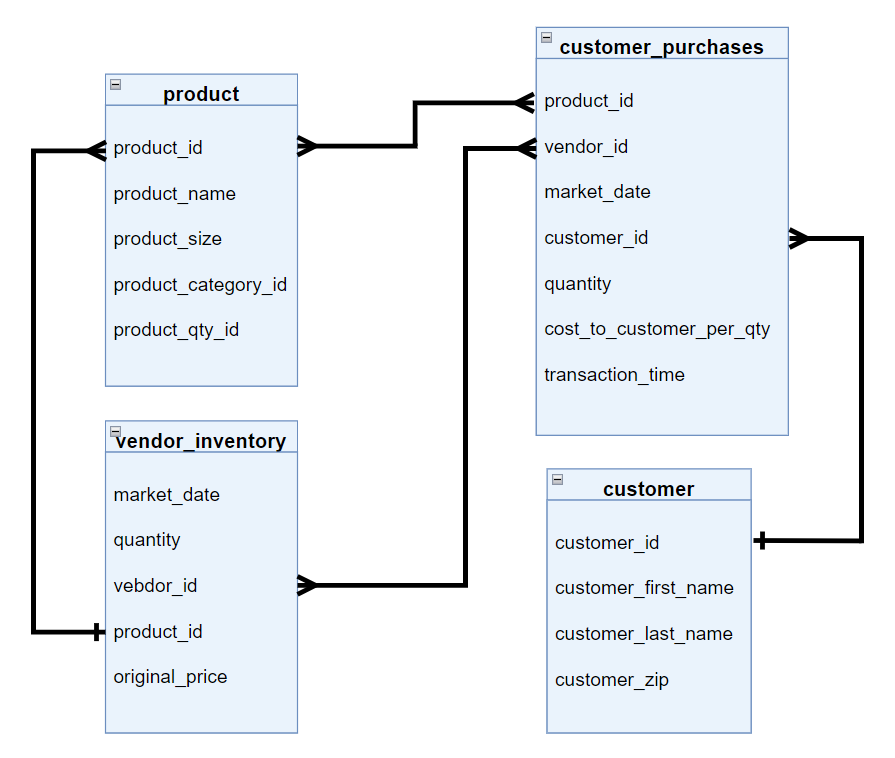 product
product_id
product_name
product_size
product_category_id
product_qty_id
customer_purchases
product_id
vendor_id
market_date
customer_id
quantity
cost_to_customer_per_qty
transaction_time
vendor_inventory
market_date
quantity
vebdor_id
product_id
original_price
customer
customer_id
customer_first_name
customer_last_name
customer_zip